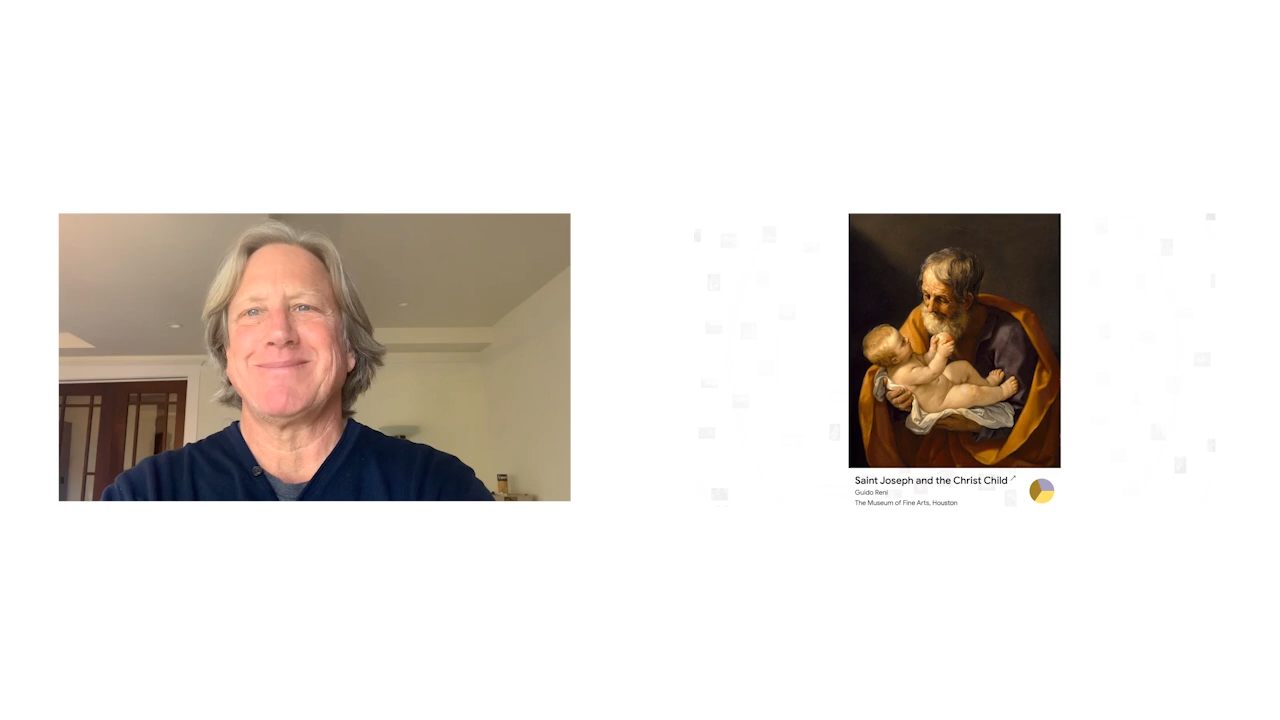 Saint Joseph and the Christ Child
Guido Reni
The Museum of Fine Arts, Houston